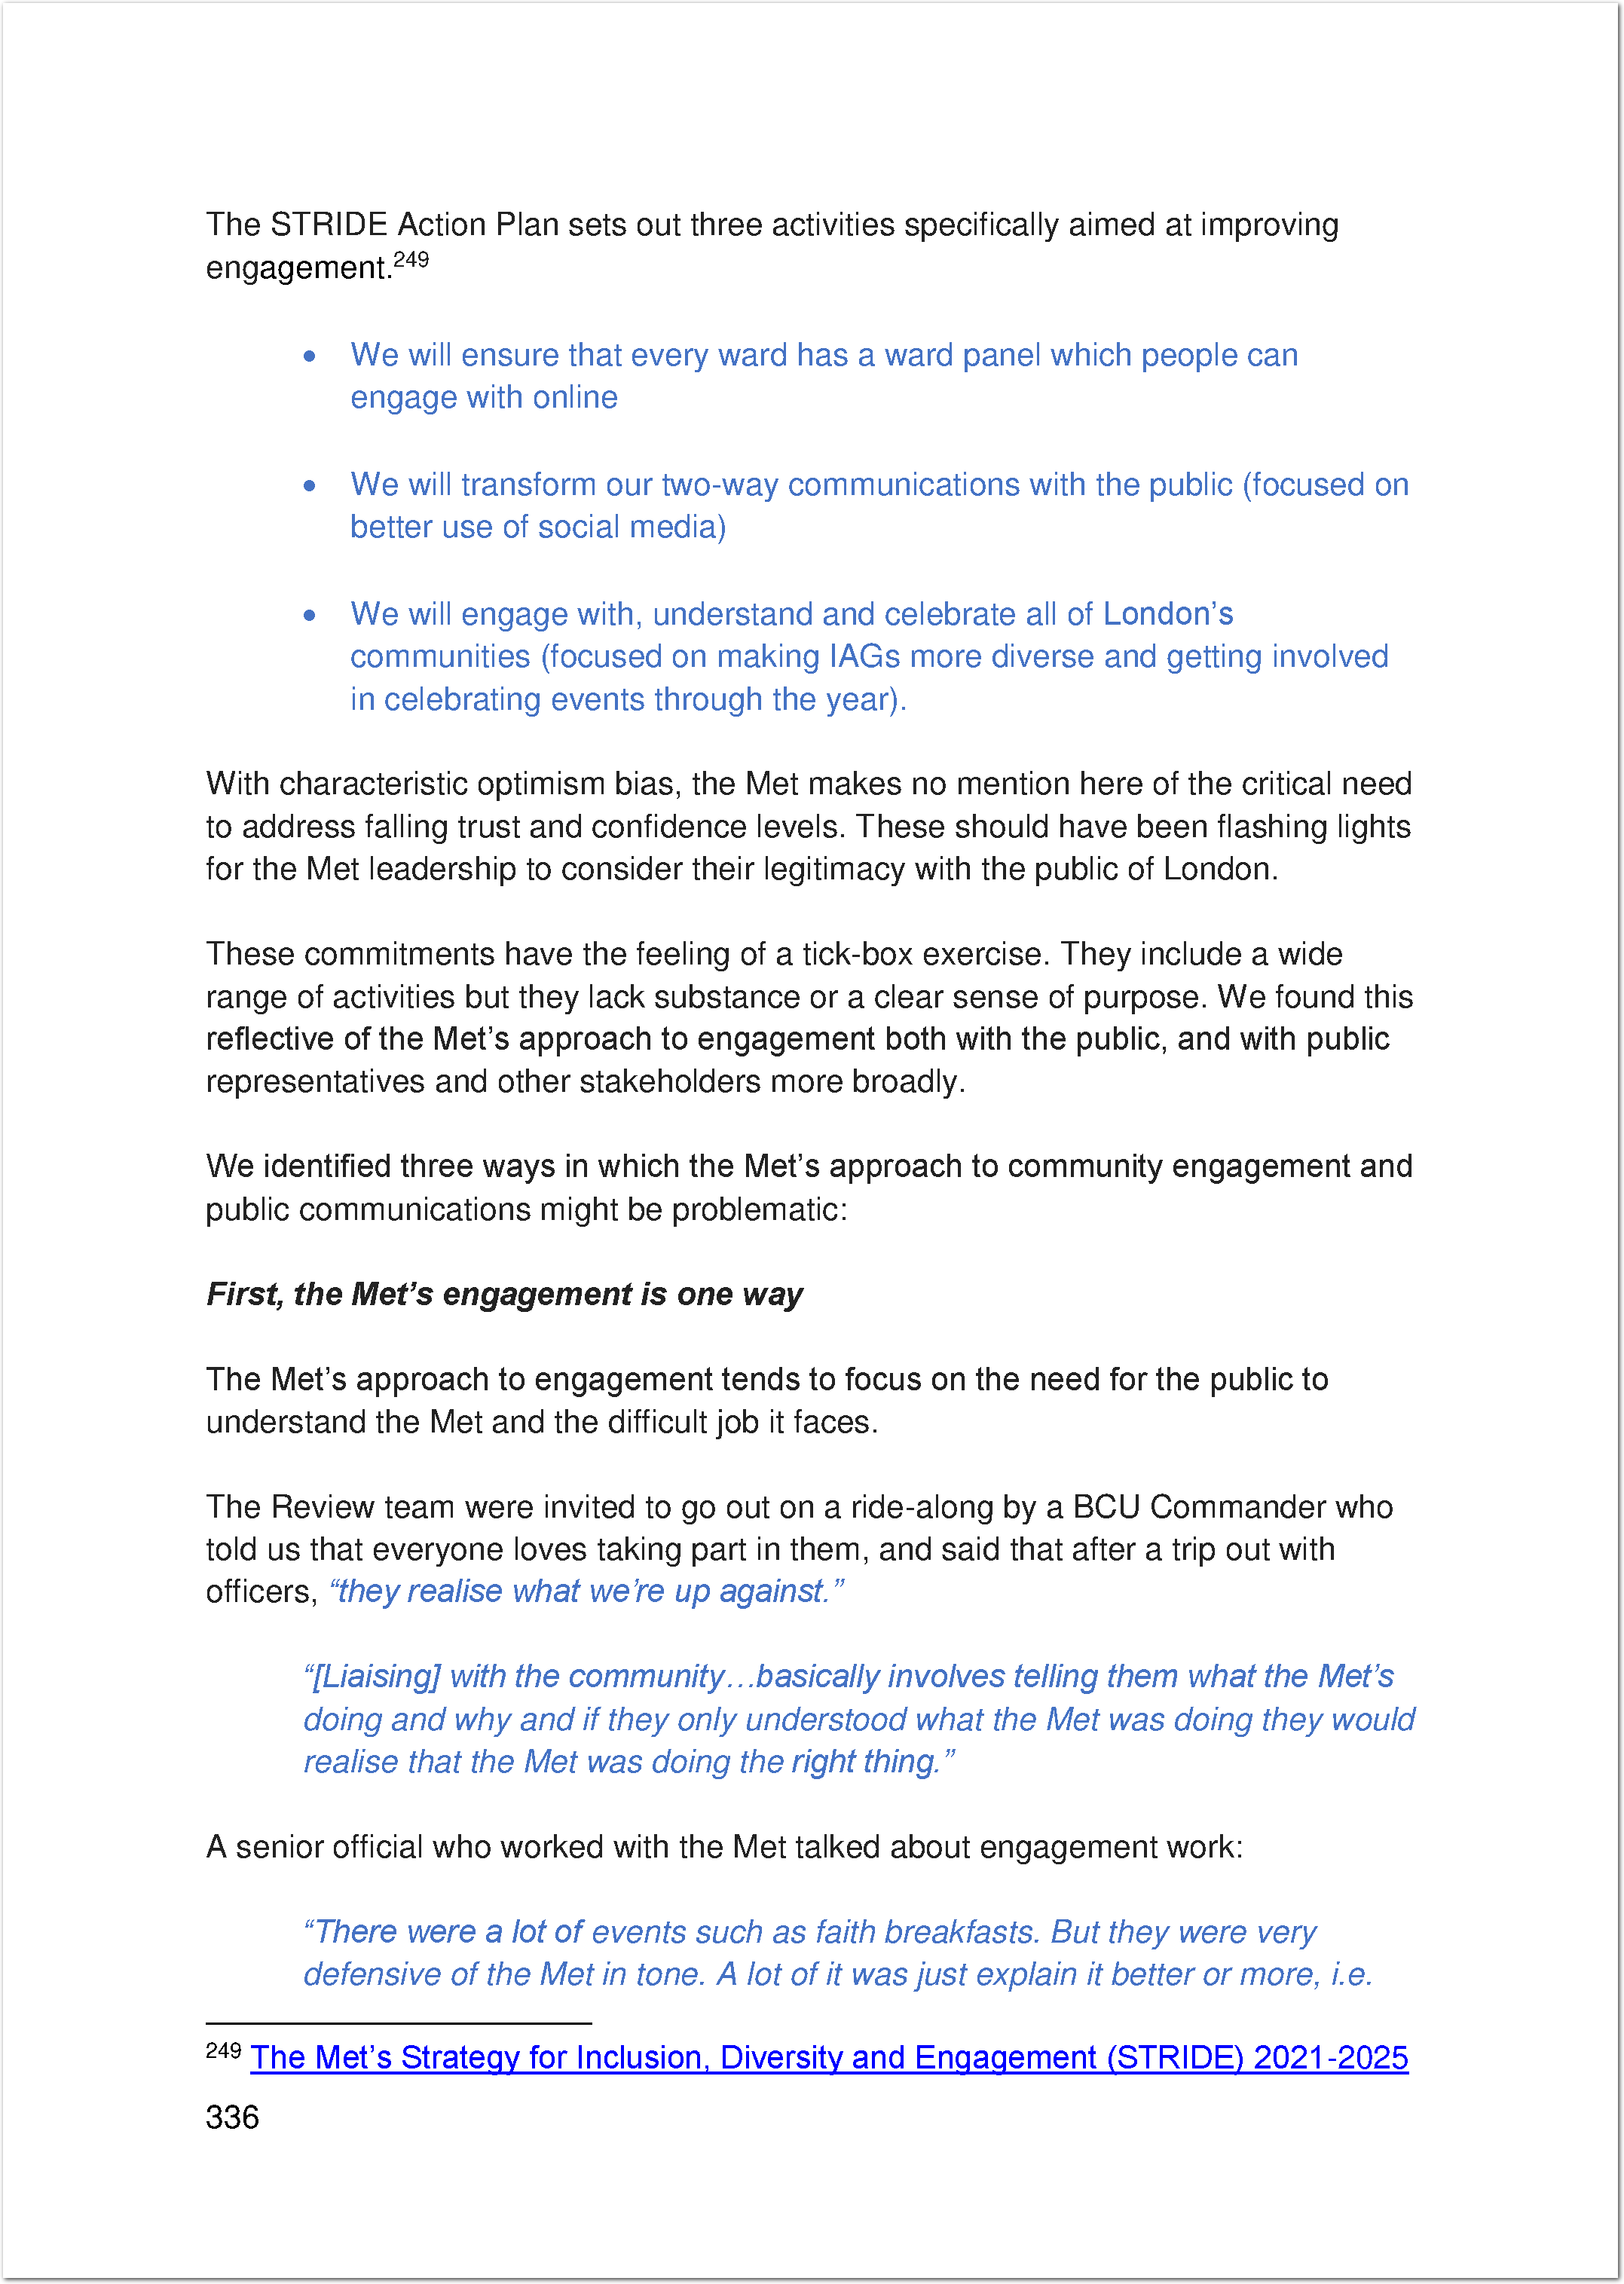 The STRIDE Action Plan sets out three activities specifically aimed at improving
engagement.249
• We will ensure that every ward has a ward panel which people can
engage with online
• We will transform our two-way communications with the public (focused on
better use of social media)
• We will engage with, understand and celebrate all of London’s
communities (focused on making IAGs more diverse and getting involved
in celebrating events through the year).
With characteristic optimism bias, the Met makes no mention here of the critical need
to address falling trust and confidence levels. These should have been flashing lights
for the Met leadership to consider their legitimacy with the public of London.
These commitments have the feeling of a tick-box exercise. They include a wide
range of activities but they lack substance or a clear sense of purpose. We found this
reflective of the Met’s approach to engagement both with the public, and with public
representatives and other stakeholders more broadly.
We identified three ways in which the Met’s approach to community engagement and
public communications might be problematic:
First, the Met’s engagement is one way
The Met’s approach to engagement tends to focus on the need for the public to
understand the Met and the difficult job it faces.
The Review team were invited to go out on a ride-along by a BCU Commander who
told us that everyone loves taking part in them, and said that after a trip out with
officers, “they realise what we’re up against.”
“[Liaising] with the community…basically involves telling them what the Met’s
doing and why and if they only understood what the Met was doing they would
realise that the Met was doing the right thing.”
A senior official who worked with the Met talked about engagement work:
“There were a lot of events such as faith breakfasts. But they were very
defensive of the Met in tone. A lot of it was just explain it better or more, i.e.
249 The Met’s Strategy for Inclusion, Diversity and Engagement (STRIDE) 2021-2025
336